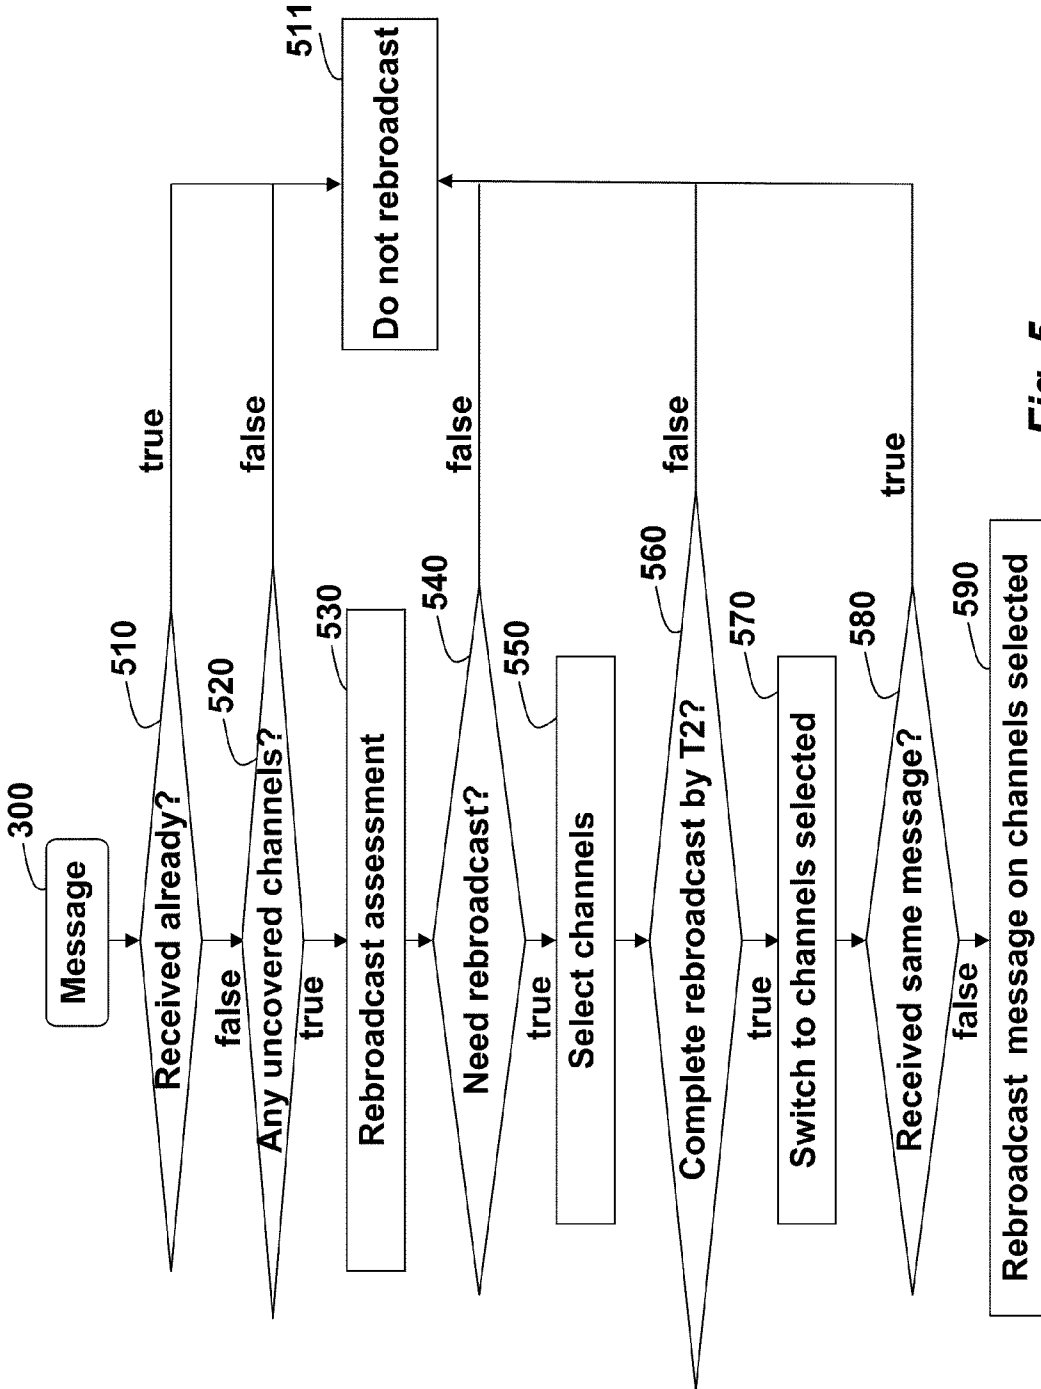 300
Message
510
Received already?
true
false
520
Any uncovered channels?
false
true
511
Do not rebroadcast
530
Rebroadcast assessment
540
Need rebroadcast?
false
true
550
Select channels
560
Complete rebroadcast by T2?
false
true
570
Switch to channels selected
580
Received same message?
true
false
590
Rebroadcast message on channels selected